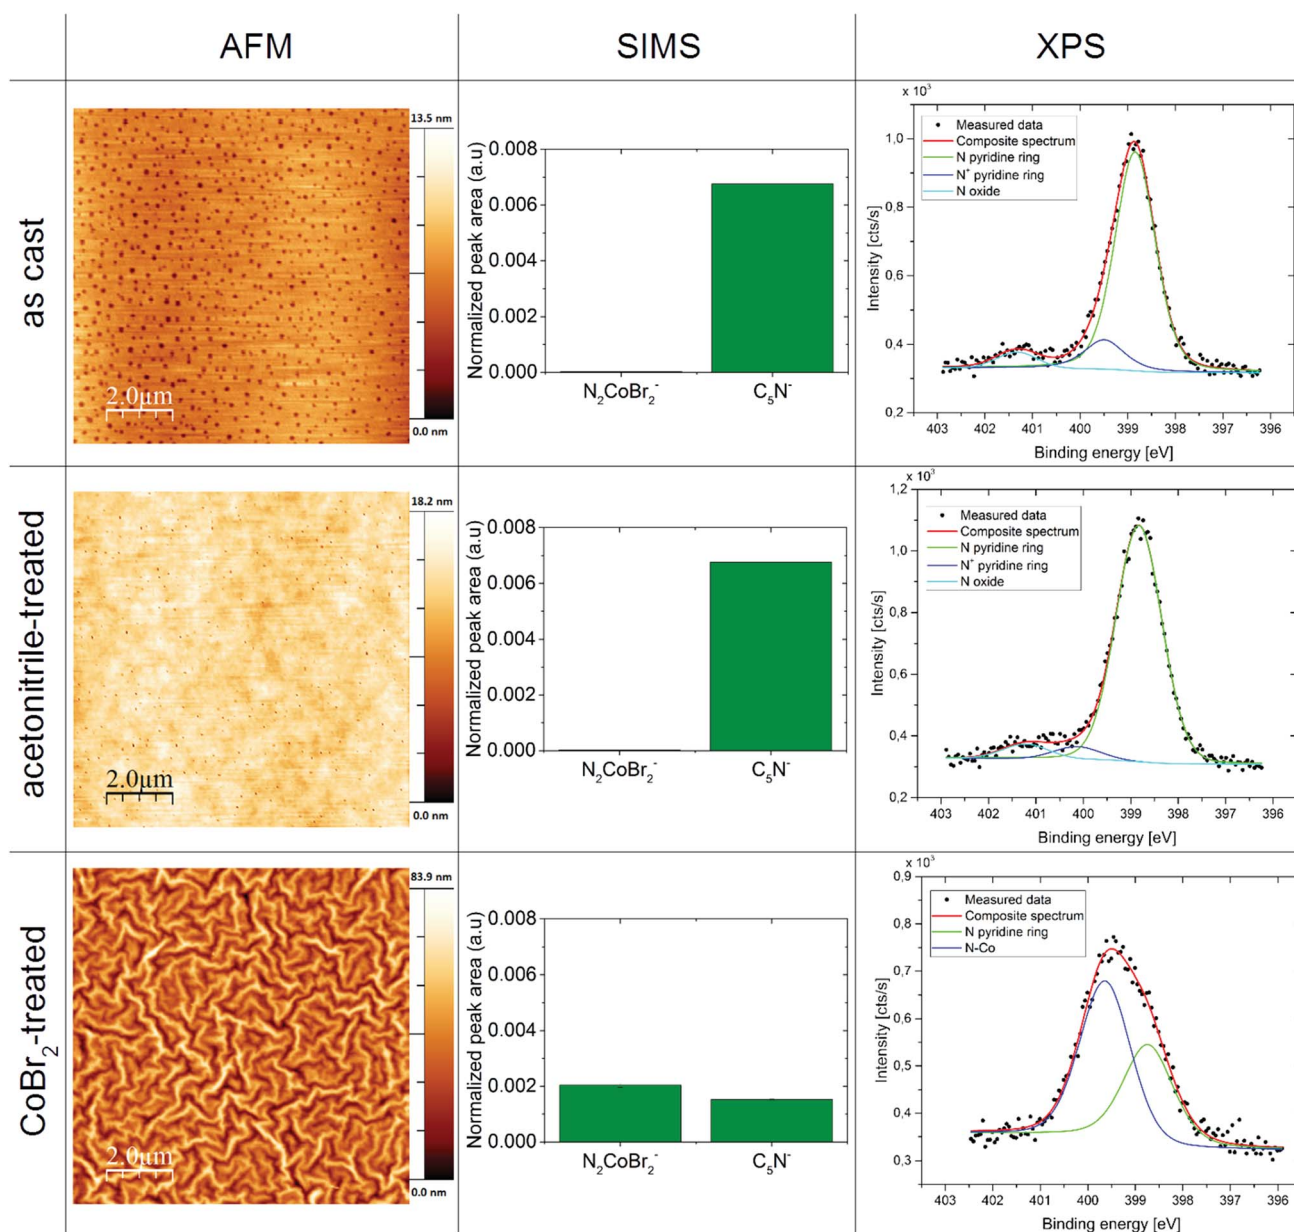 AFM
SIMS
XPS
as cast
13.5 nm
0.0 nm
2.0µm
Normalized peak area (a.u)
0.008
0.006
0.004
0.002
0.000
N₂CoBr₂⁻
C₅N⁻
x 10³
Intensity [cts/s]
1,0
0,8
0,6
0,4
0,2
Measured data
Composite spectrum
N pyridine ring
N⁺ pyridine ring
N oxide
403 402 401 400 399 398 397 396
Binding energy [eV]
acetonitrile-treated
18.2 nm
0.0 nm
2.0µm
Normalized peak area (a.u)
0.008
0.006
0.004
0.002
0.000
N₂CoBr₂⁻
C₅N⁻
x 10³
Intensity [cts/s]
1,2
1,0
0,8
0,6
0,4
0,2
Measured data
Composite spectrum
N pyridine ring
N⁺ pyridine ring
N oxide
403 402 401 400 399 398 397 396
Binding energy [eV]
CoBr₂-treated
83.9 nm
0.0 nm
2.0µm
Normalized peak area (a.u)
0.008
0.006
0.004
0.002
0.000
N₂CoBr₂⁻
C₅N⁻
x 10³
Intensity [cts/s]
0,9
0,8
0,7
0,6
0,5
0,4
0,3
Measured data
Composite spectrum
N pyridine ring
N-Co
403 402 401 400 399 398 397 396
Binding energy [eV]